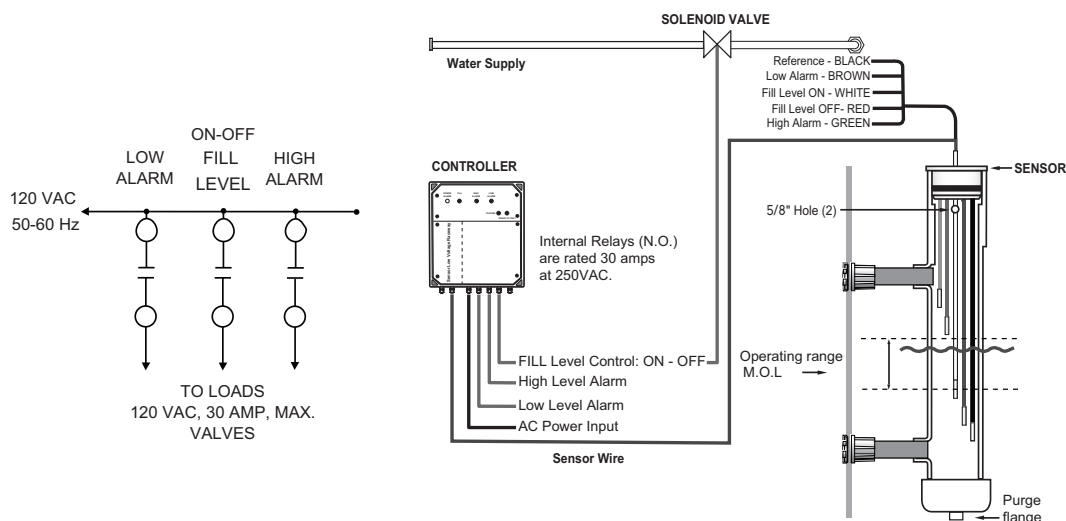 SOLENOID VALVE
Water Supply
Reference - BLACK
Low Alarm - BROWN
Fill Level ON - WHITE
Fill Level OFF- RED
High Alarm - GREEN
ON-OFF
FILL
LEVEL
LOW
ALARM
HIGH
ALARM
120 VAC
50-60 Hz
TO LOADS
120 VAC, 30 AMP, MAX.
VALVES
CONTROLLER
Internal Relays (N.O.)
are rated 30 amps
at 250VAC.
FILL Level Control: ON - OFF
High Level Alarm
Low Level Alarm
AC Power Input
Sensor Wire
SENSOR
5/8" Hole (2)
Operating range
M.O.L
Purge
flange